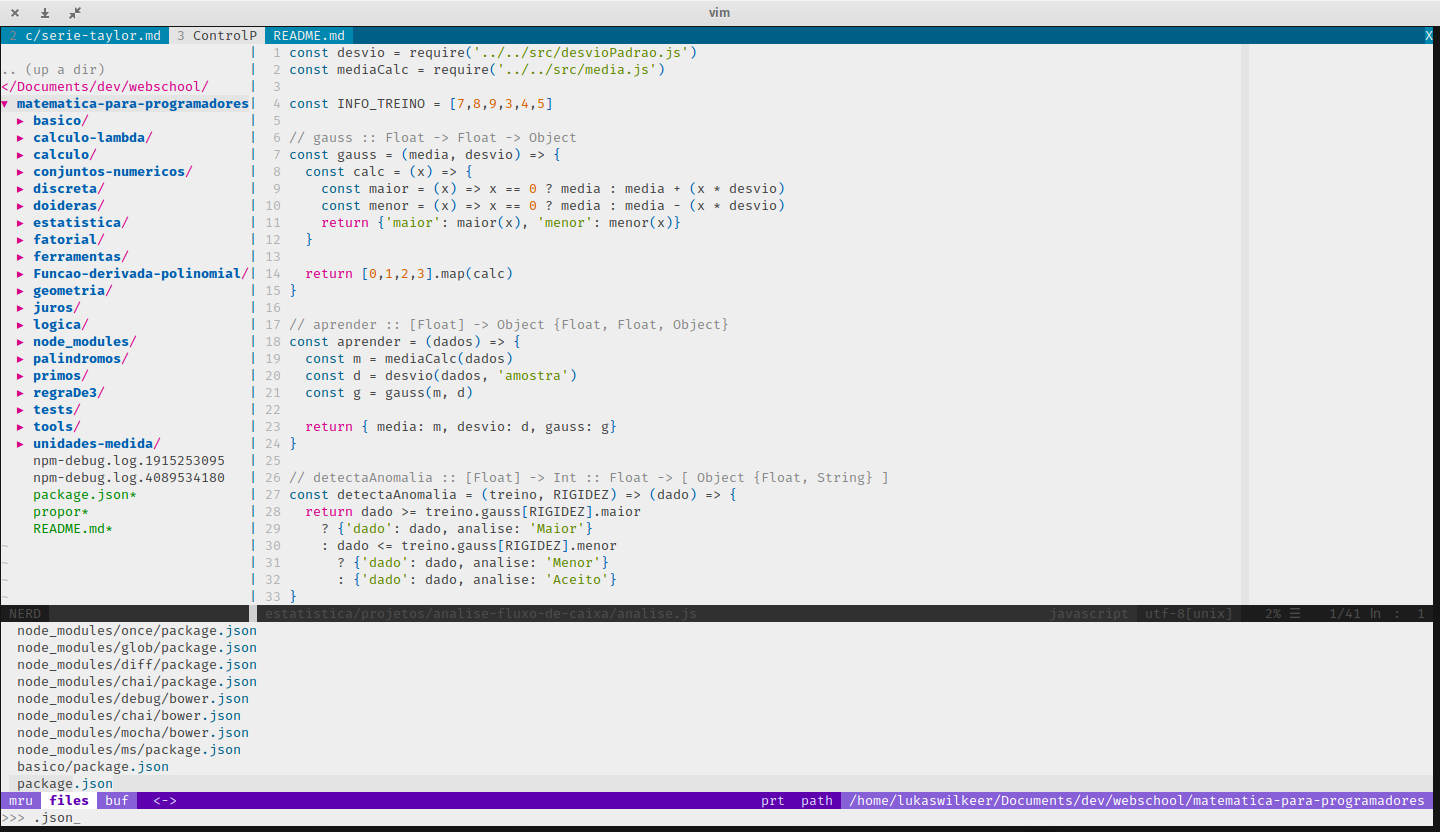 vim
2 c/serie-taylor.md 3 ControlP README.md X
.. (up a dir)
</Documents/dev/webschool/
▾ matematica-para-programadores
▸ basico/
▸ calculo-lambda/
▸ calculo/
▸ conjuntos-numericos/
▸ discreta/
▸ doideras/
▸ estatistica/
▸ fatorial/
▸ ferramentas/
▸ Funcao-derivada-polinomial/
▸ geometria/
▸ juros/
▸ logica/
▸ node_modules/
▸ palindromos/
▸ primos/
▸ regraDe3/
▸ tests/
▸ tools/
▸ unidades-medida/
npm-debug.log.1915253095
npm-debug.log.4089534180
package.json*
propor*
README.md*
~
~
~
~
1 const desvio = require('../../src/desvioPadrao.js')
2 const mediaCalc = require('../../src/media.js')
3
4 const INFO_TREINO = [7,8,9,3,4,5]
5
6 // gauss :: Float -> Float -> Object
7 const gauss = (media, desvio) => {
8   const calc = (x) => {
9     const maior = (x) => x == 0 ? media : media + (x * desvio)
10     const menor = (x) => x == 0 ? media : media - (x * desvio)
11     return {'maior': maior(x), 'menor': menor(x)}
12   }
13
14   return [0,1,2,3].map(calc)
15 }
16
17 // aprender :: [Float] -> Object {Float, Float, Object}
18 const aprender = (dados) => {
19   const m = mediaCalc(dados)
20   const d = desvio(dados, 'amostra')
21   const g = gauss(m, d)
22
23   return { media: m, desvio: d, gauss: g}
24 }
25
26 // detectaAnomalia :: [Float] -> Int :: Float -> [ Object {Float, String} ]
27 const detectaAnomalia = (treino, RIGIDEZ) => (dado) => {
28   return dado >= treino.gauss[RIGIDEZ].maior
29     ? {'dado': dado, analise: 'Maior'}
30     : dado <= treino.gauss[RIGIDEZ].menor
31       ? {'dado': dado, analise: 'Menor'}
32       : {'dado': dado, analise: 'Aceito'}
33 }
NERD estatistica/projetos/analise-fluxo-de-caixa/analise.js javascript utf-8[unix] 2% ☰ 1/41 ln : 1
node_modules/once/package.json
node_modules/glob/package.json
node_modules/diff/package.json
node_modules/chai/package.json
node_modules/debug/bower.json
node_modules/chai/bower.json
node_modules/mocha/bower.json
node_modules/ms/package.json
basico/package.json
package.json
mru files buf <-> prt path /home/lukaswilkeer/Documents/dev/webschool/matematica-para-programadores
>>> .json_